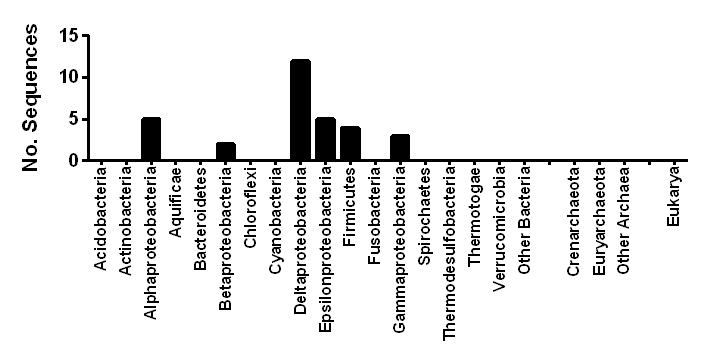 No. Sequences
15
10
5
0
Acidobacteria
Actinobacteria
Alphaproteobacteria
Aquificae
Bacteroidetes
Betaproteobacteria
Chloroflexi
Cyanobacteria
Deltaproteobacteria
Epsilonproteobacteria
Firmicutes
Fusobacteria
Gammaproteobacteria
Spirochaetes
Thermodesulfobacteria
Thermotogae
Verrucomicrobia
Other Bacteria
Crenarchaeota
Euryarchaeota
Other Archaea
Eukarya